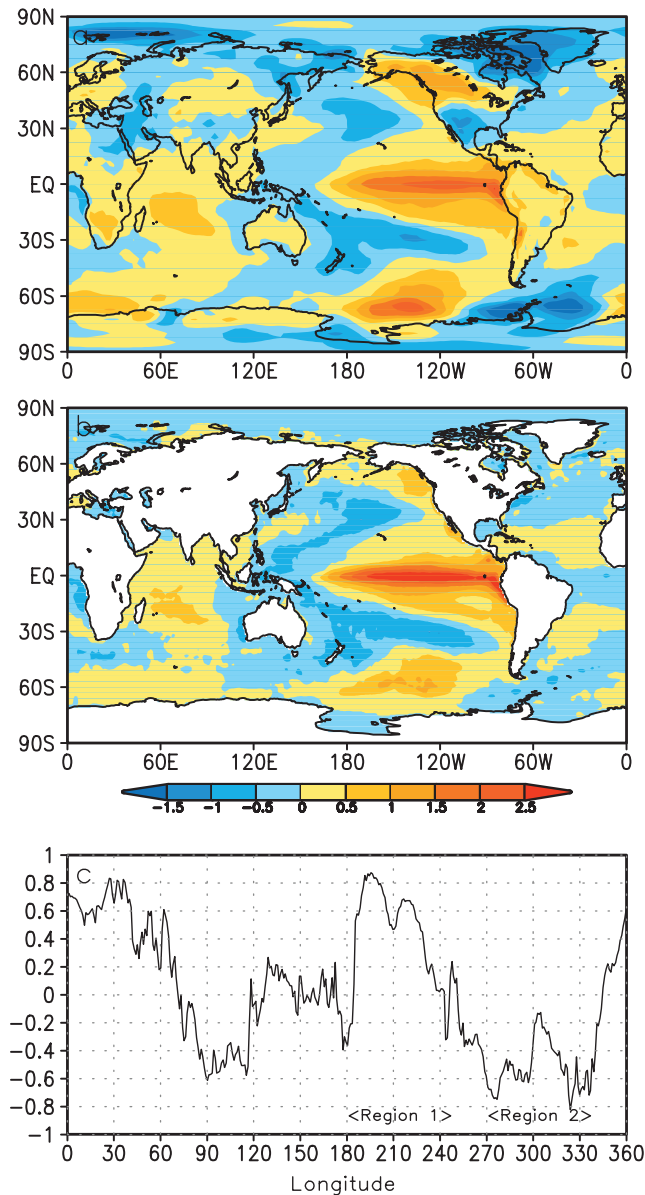 90N
a
60N
30N
EQ
30S
60S
90S
0 60E 120E 180 120W 60W 0
90N
b
60N
30N
EQ
30S
60S
90S
0 60E 120E 180 120W 60W 0
-1.5 -1 -0.5 0 0.5 1 1.5 2 2.5
1
c
0.8
0.6
0.4
0.2
0
-0.2
-0.4
-0.6
-0.8
<Region 1> <Region 2>
-1
0 30 60 90 120 150 180 210 240 270 300 330 360
Longitude